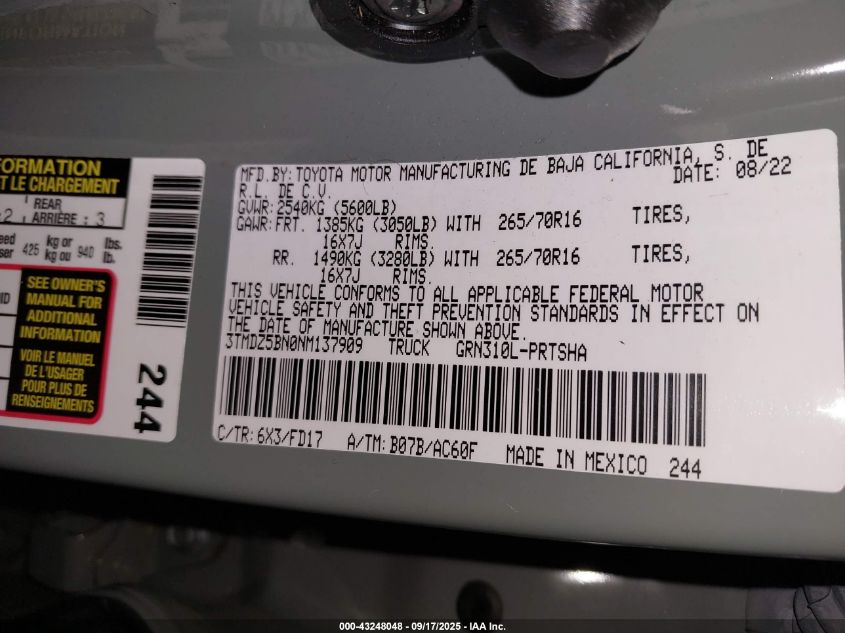 FORMATION
ET LE CHARGEMENT
2
REAR
ARRIÈRE : 3
425 kg or kg ou 940 lbs. lb.
SEE OWNER'S
MANUAL FOR
ADDITIONAL
INFORMATION
VOIR LE MANUEL
DE L'USAGER
POUR PLUS DE
RENSEIGNEMENTS
244
MFD.BY:TOYOTA MOTOR MANUFACTURING DE BAJA CALIFORNIA, S. DE
R.L. DE C.V. DATE: 08/22
GVWR:2540KG (5600LB)
GAWR:FRT. 1385KG (3050LB) WITH 265/70R16 TIRES,
16X7J RIMS.
RR. 1490KG (3280LB) WITH 265/70R16 TIRES,
16X7J RIMS.
THIS VEHICLE CONFORMS TO ALL APPLICABLE FEDERAL MOTOR
VEHICLE SAFETY AND THEFT PREVENTION STANDARDS IN EFFECT ON
THE DATE OF MANUFACTURE SHOWN ABOVE.
3TMDZ5BN0NM137909 TRUCK GRN310L-PRTSHA
C/TR:6X3/FD17 A/TM:B07B/AC60F MADE IN MEXICO 244
000-43248048 - 09/17/2025 - IAA Inc.